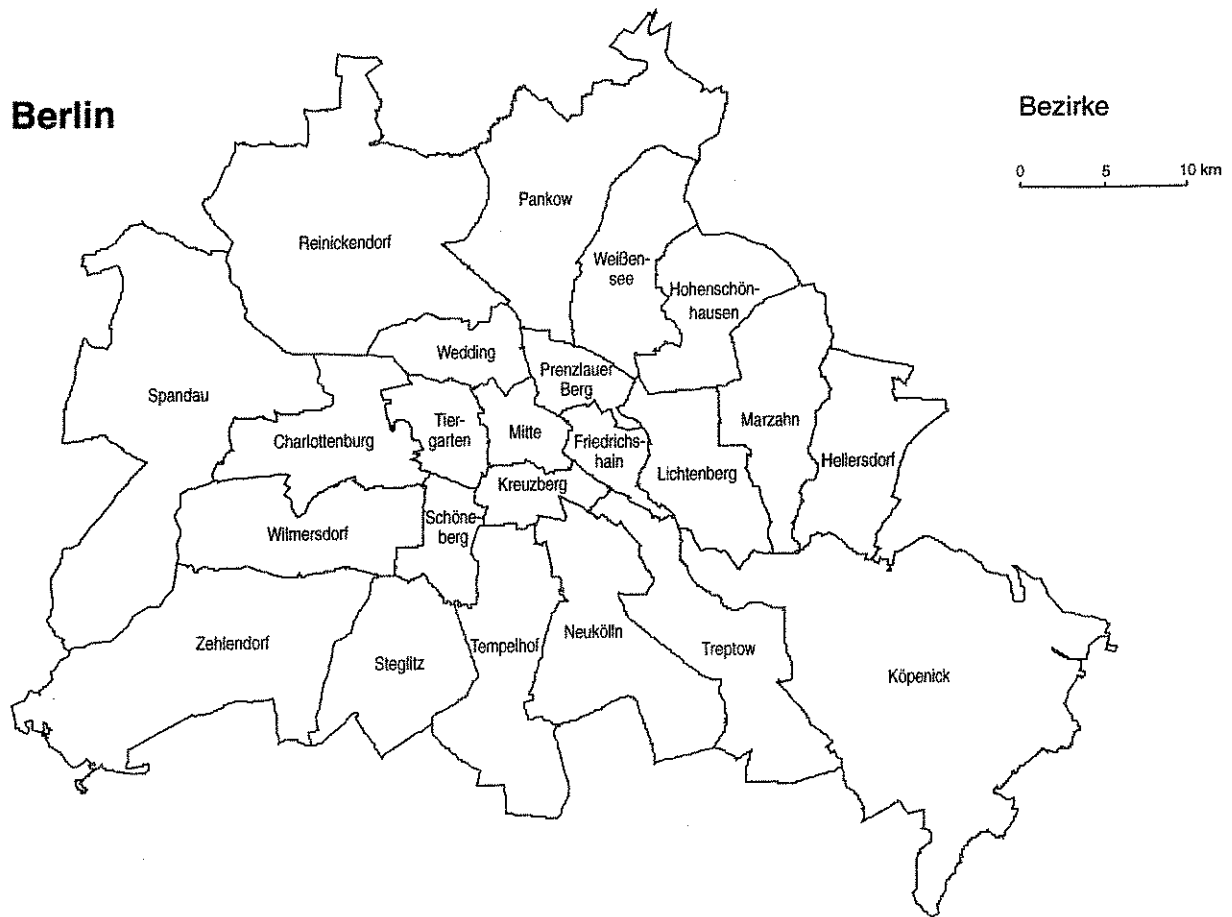 Berlin
Bezirke
0 5 10 km
Pankow
Reinickendorf
Weißen-
see
Hohenschön-
hausen
Wedding
Prenzlauer
Berg
Spandau
Charlottenburg
Tier-
garten
Mitte
Friedrichs-
hain
Marzahn
Lichtenberg
Hellersdorf
Kreuzberg
Wilmersdorf
Schöne-
berg
Zehlendorf
Steglitz
Tempelhof
Neukölln
Treptow
Köpenick